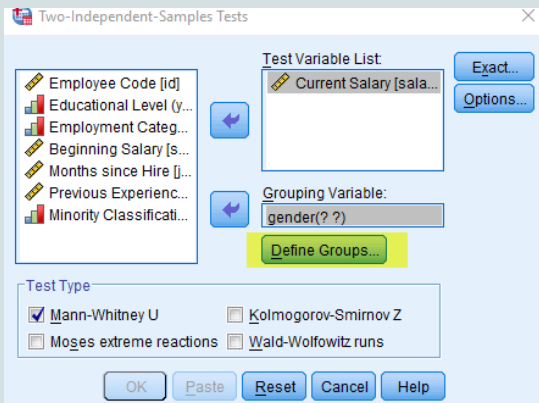 Two-Independent-Samples Tests
Test Variable List:
Employee Code [id]
Educational Level (y...
Employment Categ...
Beginning Salary [s...
Months since Hire [j...
Previous Experienc...
Minority Classificati...
Current Salary [sala...
Exact...
Options...
Grouping Variable:
gender(? ?)
Define Groups...
Test Type
Mann-Whitney U
Kolmogorov-Smirnov Z
Moses extreme reactions
Wald-Wolfowitz runs
OK
Paste
Reset
Cancel
Help